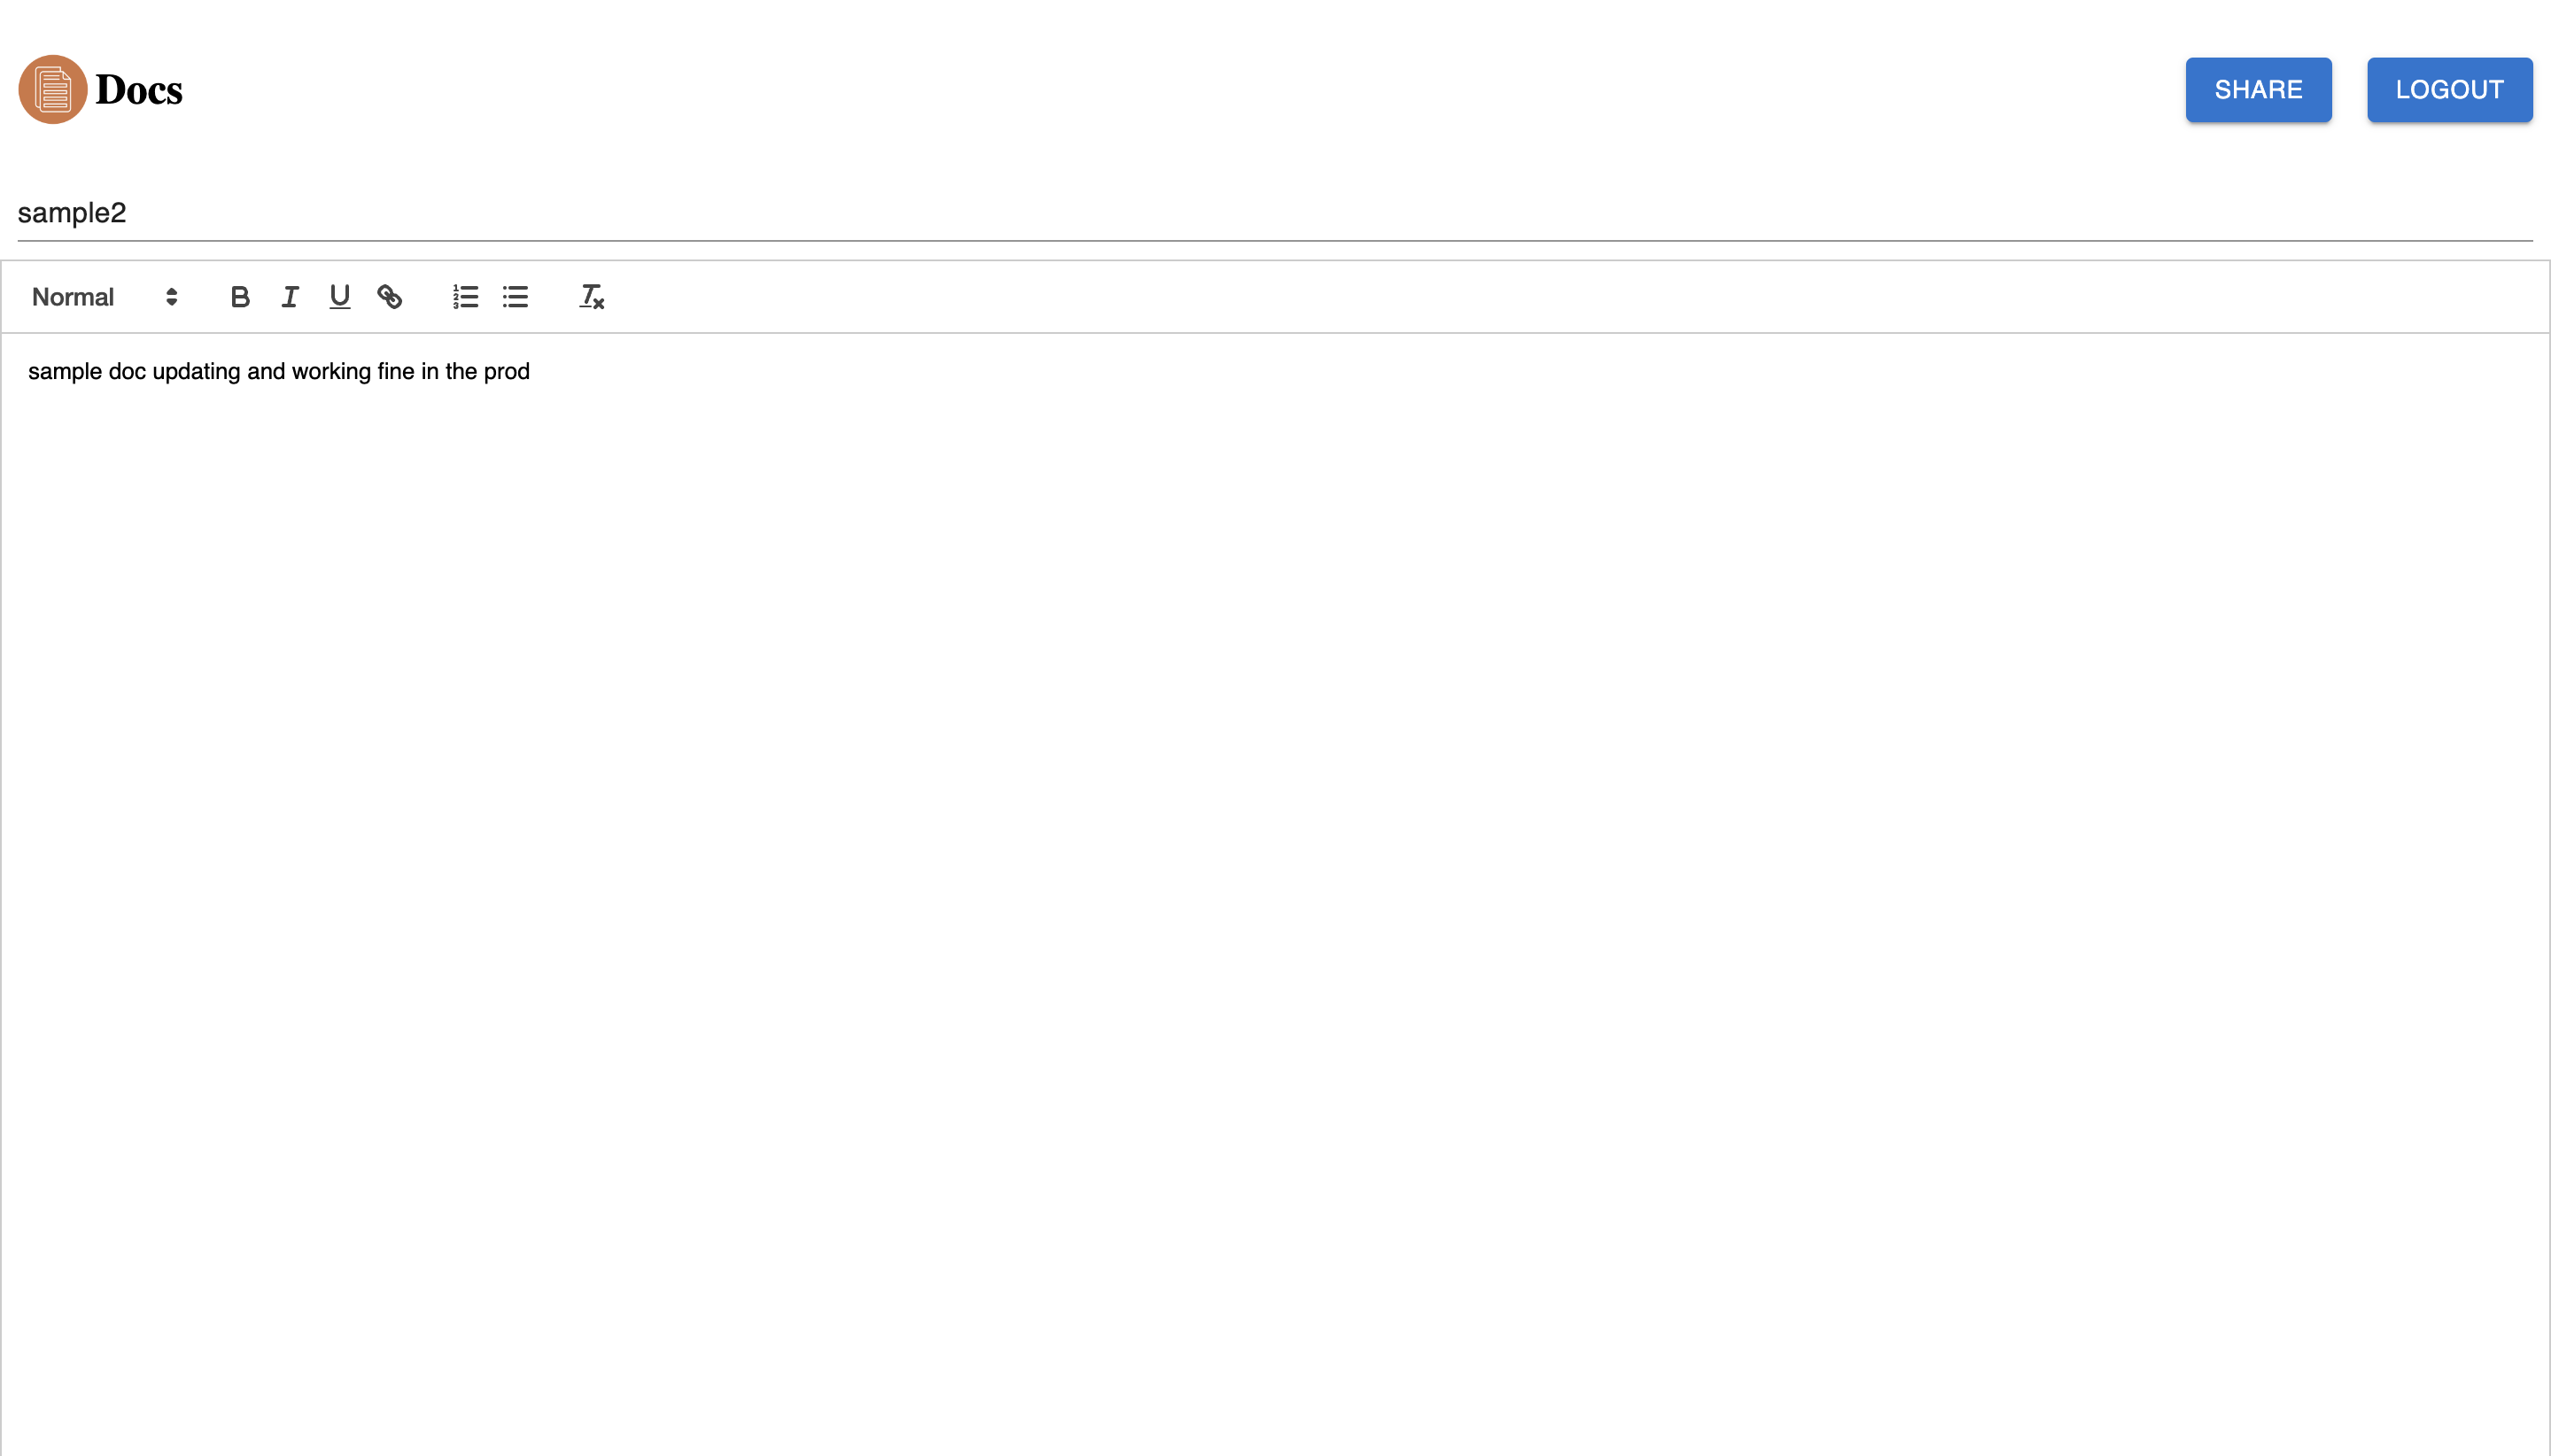 Docs
SHARE
LOGOUT
sample2
Normal
sample doc updating and working fine in the prod